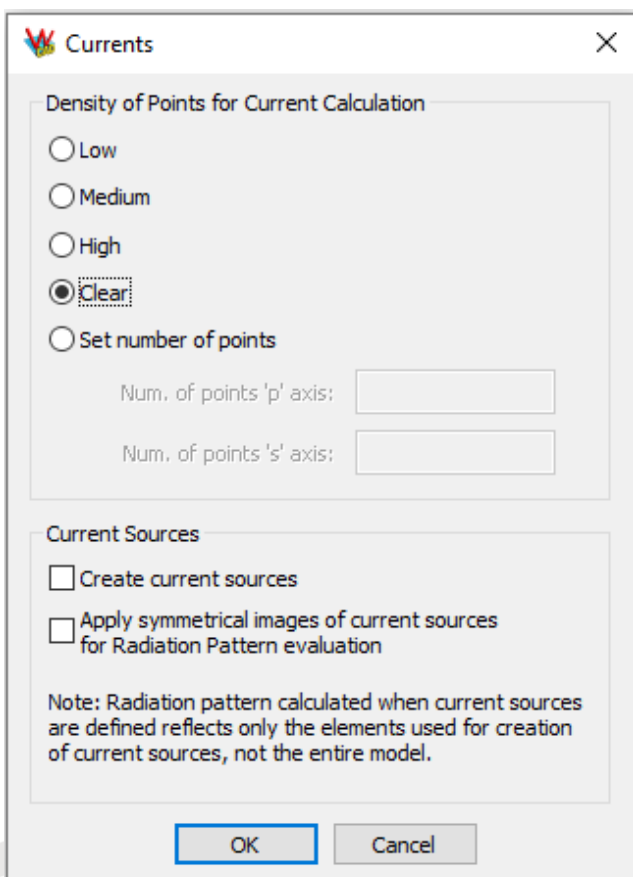 Currents
Density of Points for Current Calculation
Low
Medium
High
Clear
Set number of points
Num. of points 'p' axis:
Num. of points 's' axis:
Current Sources
Create current sources
Apply symmetrical images of current sources
for Radiation Pattern evaluation
Note: Radiation pattern calculated when current sources
are defined reflects only the elements used for creation
of current sources, not the entire model.
OK
Cancel